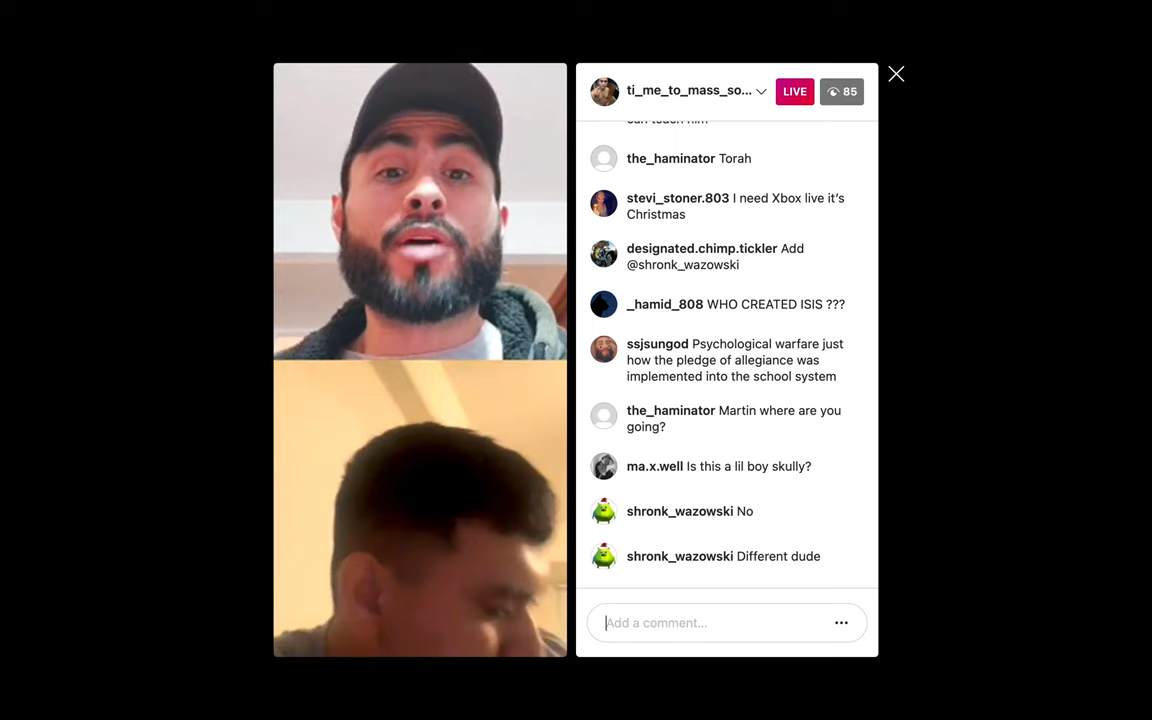 ti_me_to_mass_so...
LIVE
85
the_haminator Torah
stevi_stoner.803 I need Xbox live it's
Christmas
designated.chimp.tickler Add
@shronk_wazowski
_hamid_808 WHO CREATED ISIS ???
ssjsungod Psychological warfare just
how the pledge of allegiance was
implemented into the school system
the_haminator Martin where are you
going?
ma.x.well Is this a lil boy skully?
shronk_wazowski No
shronk_wazowski Different dude
Add a comment...